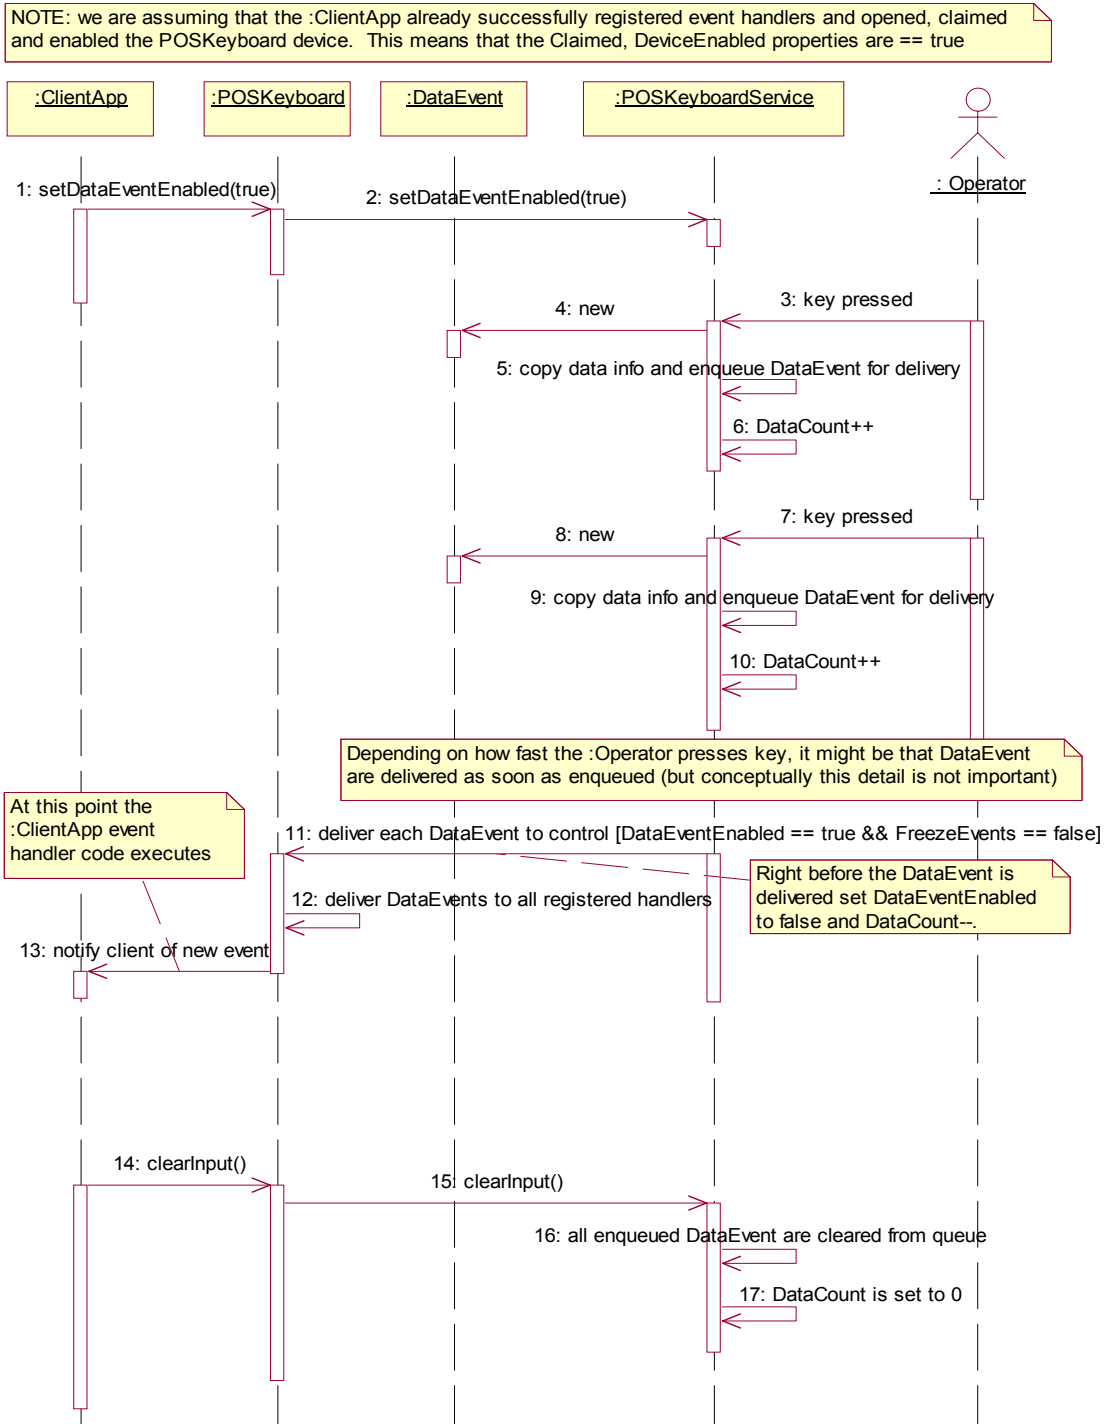 NOTE: we are assuming that the :ClientApp already successfully registered event handlers and opened, claimed
and enabled the POSKeyboard device.  This means that the Claimed, DeviceEnabled properties are == true
:ClientApp
:POSKeyboard
:DataEvent
:POSKeyboardService
: Operator
1: setDataEventEnabled(true)
2: setDataEventEnabled(true)
3: key pressed
4: new
5: copy data info and enqueue DataEvent for delivery
6: DataCount++
7: key pressed
8: new
9: copy data info and enqueue DataEvent for delivery
10: DataCount++
Depending on how fast the :Operator presses key, it might be that DataEvent
are delivered as soon as enqueued (but conceptually this detail is not important)
At this point the
:ClientApp event
handler code executes
11: deliver each DataEvent to control [DataEventEnabled == true && FreezeEvents == false]
Right before the DataEvent is
delivered set DataEventEnabled
to false and DataCount--.
12: deliver DataEvents to all registered handlers
13: notify client of new event
14: clearInput()
15: clearInput()
16: all enqueued DataEvent are cleared from queue
17: DataCount is set to 0